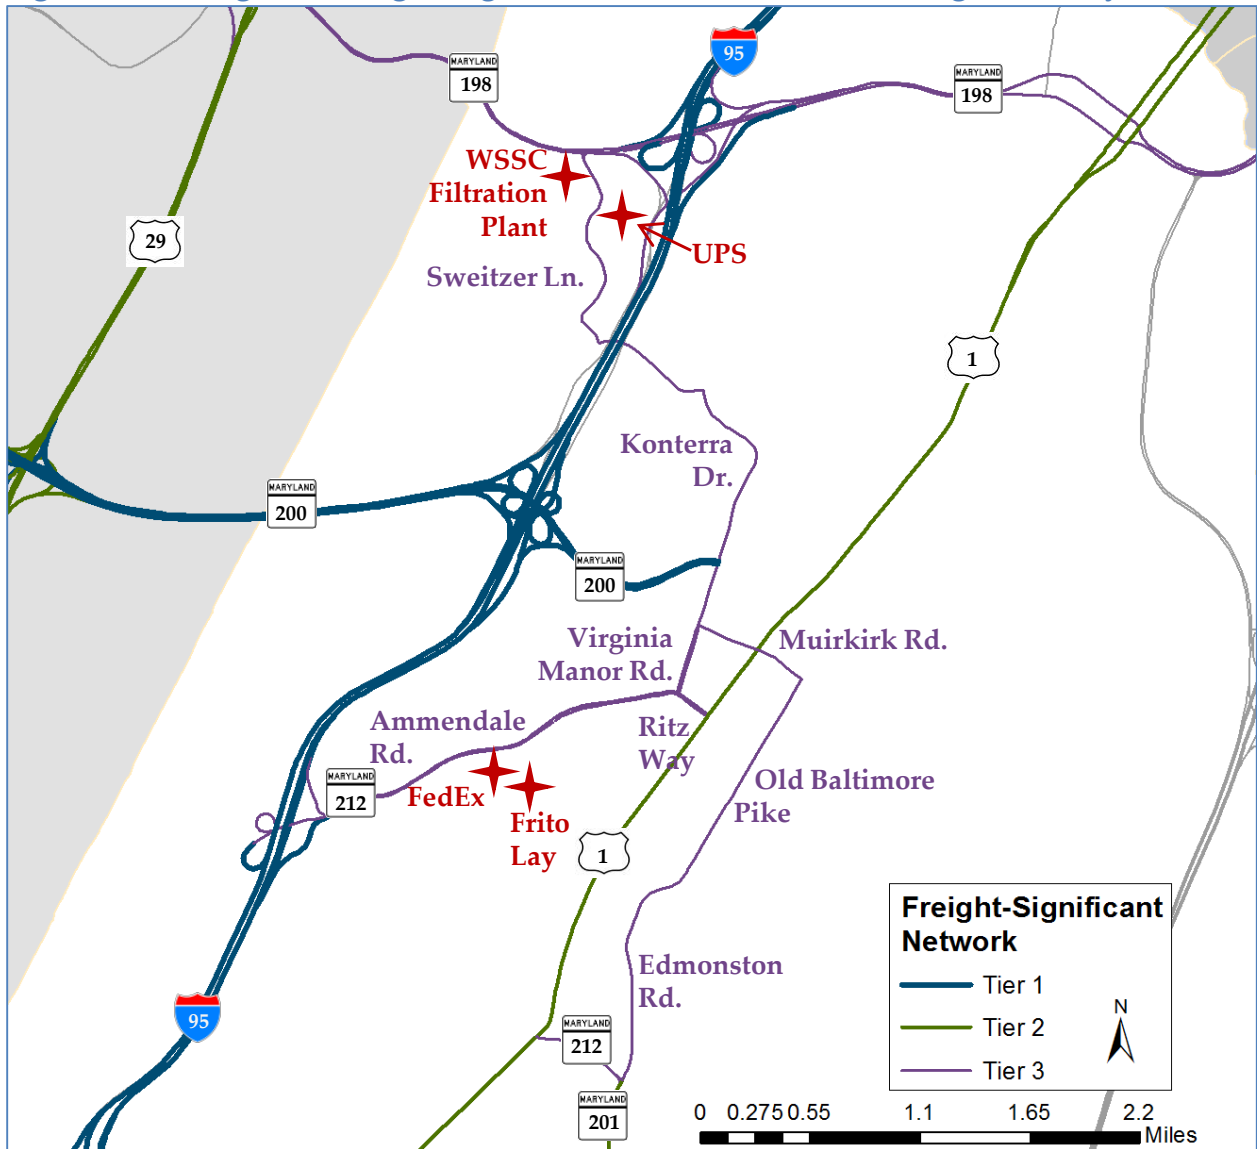 95
MARYLAND
198
MARYLAND
198
WSSC
Filtration
Plant
29
UPS
Sweitzer Ln.
1
Konterra
Dr.
MARYLAND
200
MARYLAND
200
Virginia
Manor Rd.
Muirkirk Rd.
Ammendale
Rd.
Ritz
Way
MARYLAND
212
FedEx
Old Baltimore
Pike
Frito
Lay
1
Freight-Significant
Network
Tier 1
Tier 2
Tier 3
N
Edmonston
Rd.
95
MARYLAND
212
MARYLAND
201
0 0.275 0.55 1.1 1.65 2.2
Miles